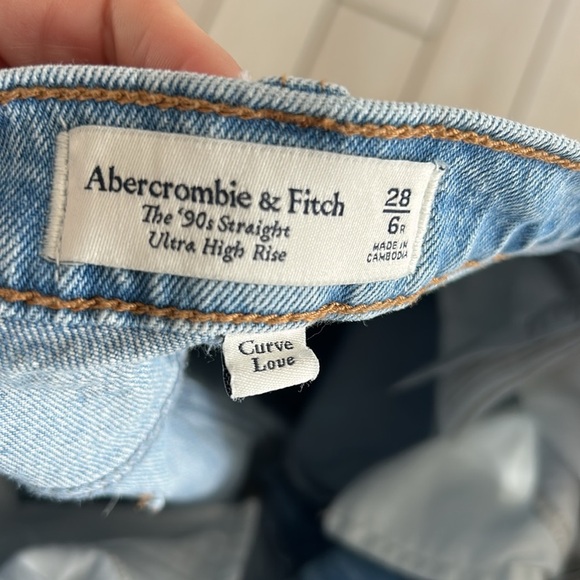 Abercrombie & Fitch
The '90s Straight
Ultra High Rise
28
6R
MADE IN
CAMBODIA
Curve
Love